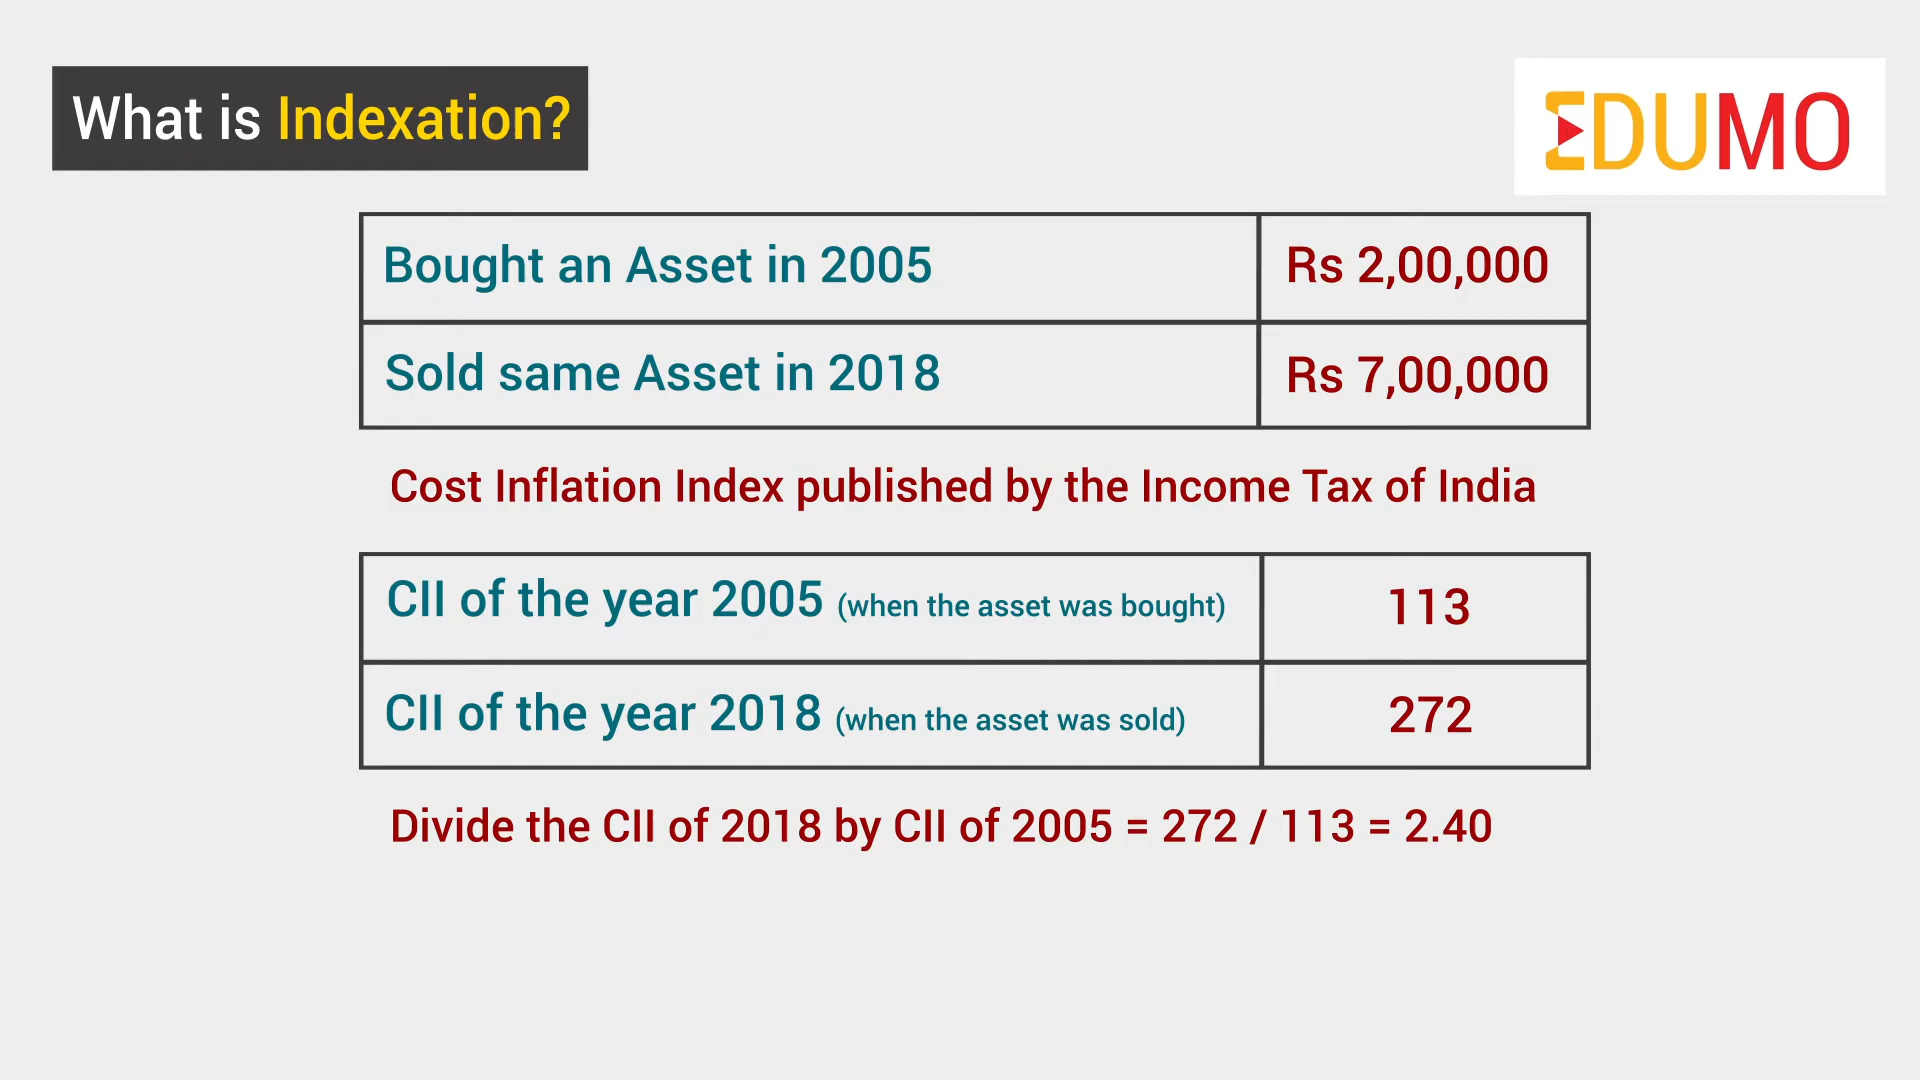 What is Indexation?
EDUMO
Bought an Asset in 2005 Rs 2,00,000
Sold same Asset in 2018 Rs 7,00,000
Cost Inflation Index published by the Income Tax of India
CII of the year 2005 (when the asset was bought) 113
CII of the year 2018 (when the asset was sold) 272
Divide the CII of 2018 by CII of 2005 = 272 / 113 = 2.40